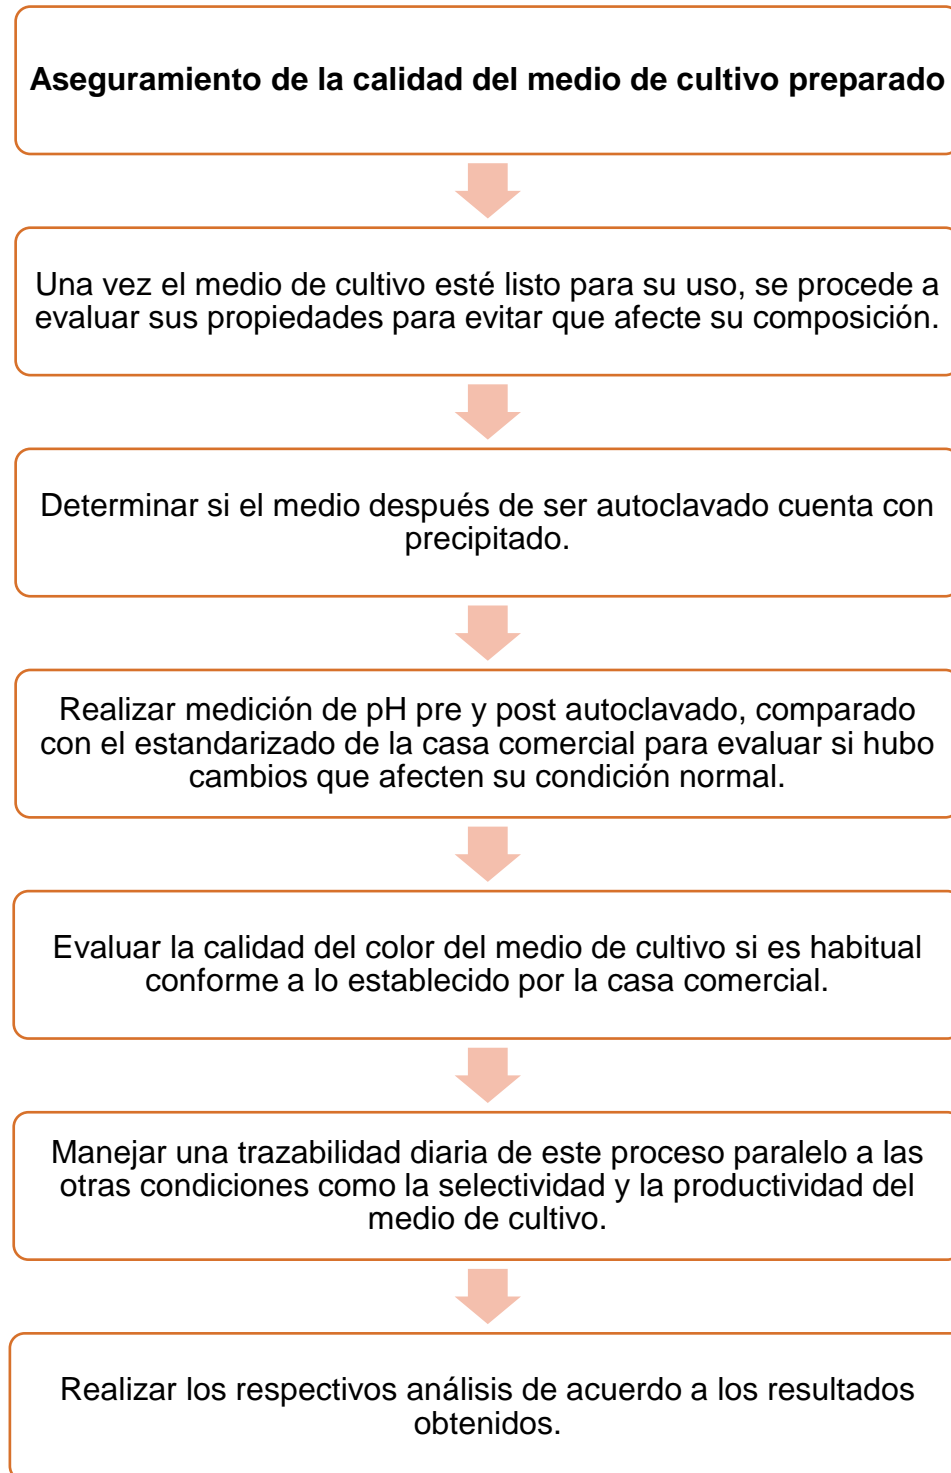 Aseguramiento de la calidad del medio de cultivo preparado
Una vez el medio de cultivo esté listo para su uso, se procede a
evaluar sus propiedades para evitar que afecte su composición.
Determinar si el medio después de ser autoclavado cuenta con
precipitado.
Realizar medición de pH pre y post autoclavado, comparado
con el estandarizado de la casa comercial para evaluar si hubo
cambios que afecten su condición normal.
Evaluar la calidad del color del medio de cultivo si es habitual
conforme a lo establecido por la casa comercial.
Manejar una trazabilidad diaria de este proceso paralelo a las
otras condiciones como la selectividad y la productividad del
medio de cultivo.
Realizar los respectivos análisis de acuerdo a los resultados
obtenidos.